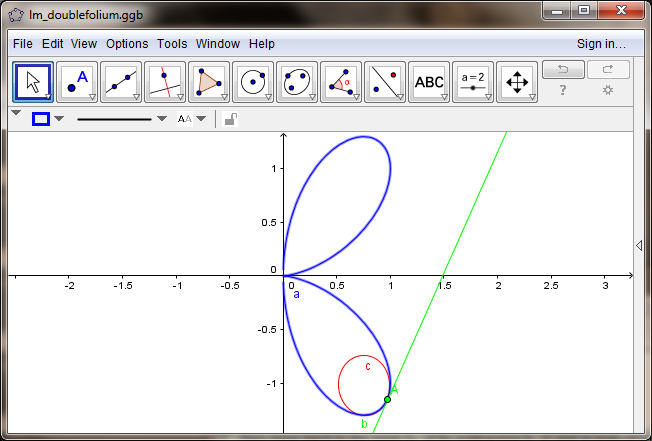 lm_doublefolium.ggb
File Edit View Options Tools Window Help Sign in...
A α ABC a = 2 ?
AA
1
0.5
0
-2 -1.5 -1 -0.5 0 0.5 1 1.5 2 2.5 3
a
-0.5
c
-1
A
b